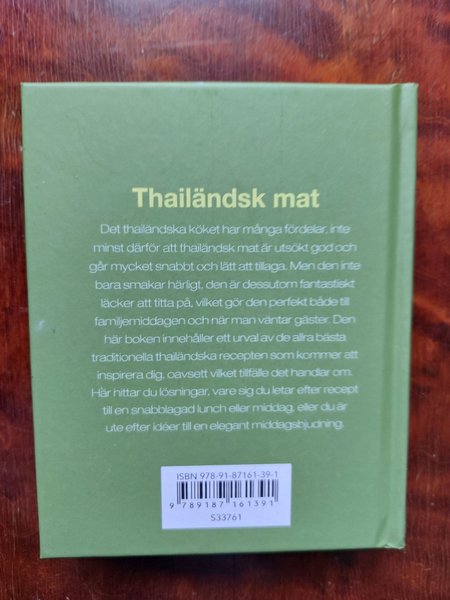 Thailändsk mat
Det thailändska köket har många fördelar, inte
minst därför att thailändsk mat är utsökt god och
går mycket snabbt och lätt att tillaga. Men den inte
bara smakar härligt, den är dessutom fantastiskt
läcker att titta på, vilket gör den perfekt både till
familjemiddagen och när man väntar gäster. Den
här boken innehåller ett urval av de allra bästa
traditionella thailändska recepten som kommer att
inspirera dig, oavsett vilket tillfälle det handlar om.
Här hittar du lösningar, vare sig du letar efter recept
till en snabblagad lunch eller middag, eller du är
ute efter idéer till en elegant middagsbjudning.
ISBN 978-91-87161-39-1
9 789187 161391
S33761